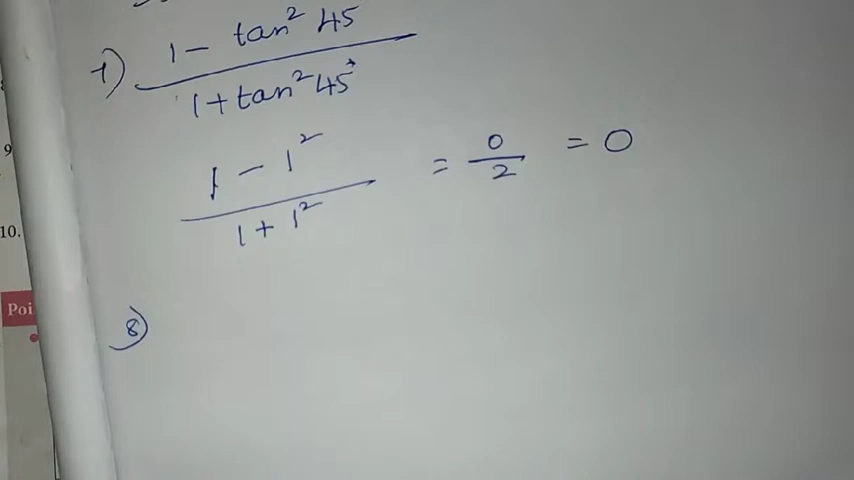 7) 1 - tan² 45 / 1 + tan² 45°
1 - 1² / 1 + 1² = 0 / 2 = 0
9
10.
Poi
8)